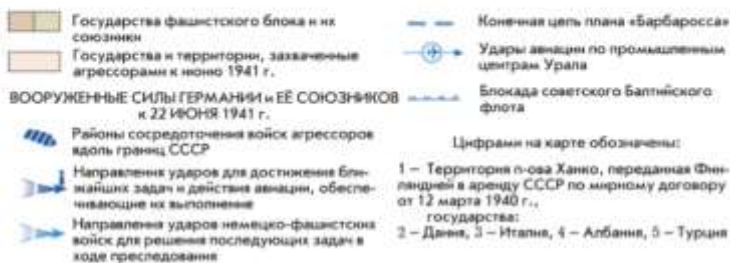 Государства фашистского блока и их
союзники
Государства и территории, захваченные
агрессорами к июню 1941 г.
ВООРУЖЕННЫЕ СИЛЫ ГЕРМАНИИ и ЕЁ СОЮЗНИКОВ
к 22 ИЮНЯ 1941 г.
Районы сосредоточения войск агрессоров
вдоль границ СССР
Направления ударов для достижения бли-
жайших задач и действия авиации, обеспе-
чивающие их выполнение
Направления ударов немецко-фашистских
войск для решения последующих задач в
ходе преследования
Конечная цель плана «Барбаросса»
Удары авиации по промышленным
центрам Урала
Блокада советского Балтийского
флота
Цифрами на карте обозначены:
1 – Территория п-ова Ханко, переданная Фин-
ляндией в аренду СССР по мирному договору
от 12 марта 1940 г.,
государства:
2 – Дания, 3 – Италия, 4 – Албания, 5 – Турция